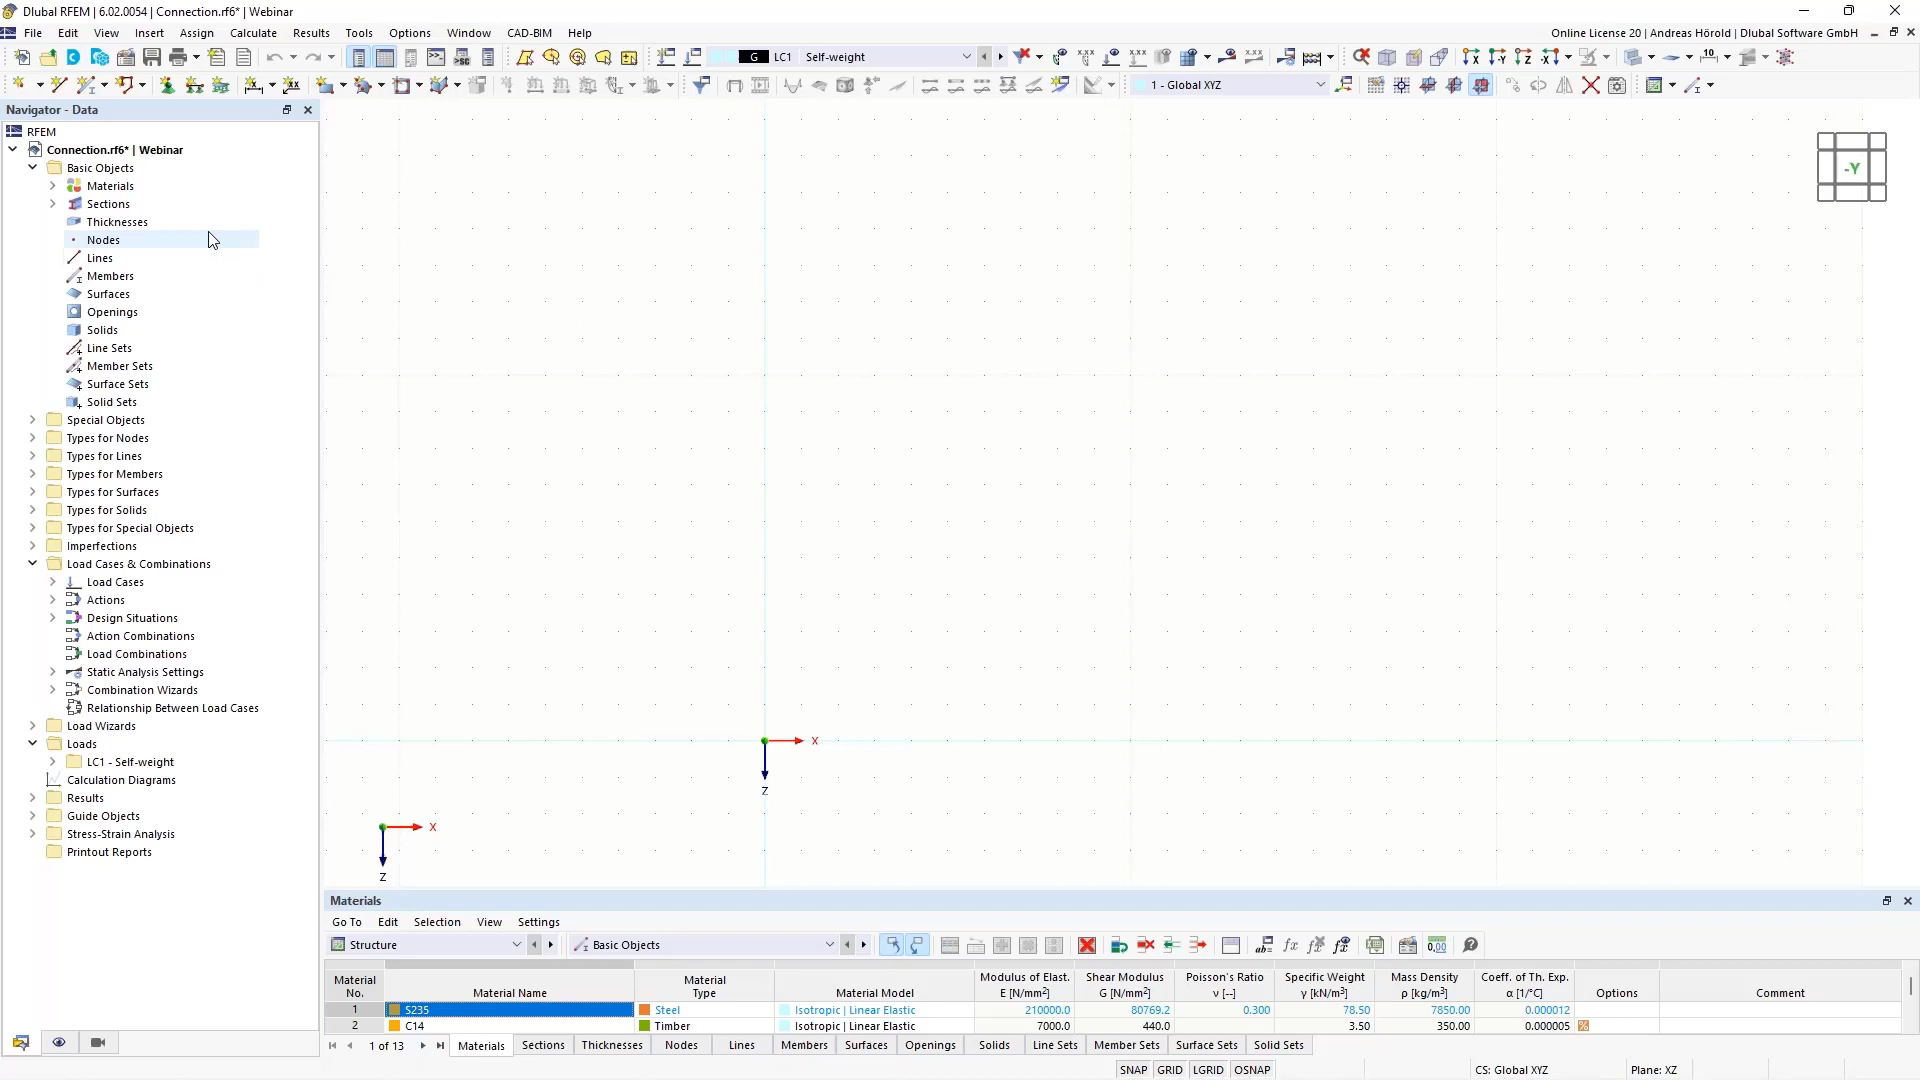 Dlubal RFEM | 6.02.0054 | Connection.rf6* | Webinar
File Edit View Insert Assign Calculate Results Tools Options Window CAD-BIM Help
Online License 20 | Andreas Hörold | Dlubal Software GmbH
G LC1 Self-weight
1 - Global XYZ
Navigator - Data
RFEM
Connection.rf6* | Webinar
Basic Objects
Materials
Sections
Thicknesses
Nodes
Lines
Members
Surfaces
Openings
Solids
Line Sets
Member Sets
Surface Sets
Solid Sets
Special Objects
Types for Nodes
Types for Lines
Types for Members
Types for Surfaces
Types for Solids
Types for Special Objects
Imperfections
Load Cases & Combinations
Load Cases
Actions
Design Situations
Action Combinations
Load Combinations
Static Analysis Settings
Combination Wizards
Relationship Between Load Cases
Load Wizards
Loads
LC1 - Self-weight
Calculation Diagrams
Results
Guide Objects
Stress-Strain Analysis
Printout Reports
-Y
X
Z
X
Z
Materials
Go To Edit Selection View Settings
Structure Basic Objects
Material No. Material Name Material Type Material Model Modulus of Elast. E [N/mm²] Shear Modulus G [N/mm²] Poisson's Ratio ν [--] Specific Weight γ [kN/m³] Mass Density ρ [kg/m³] Coeff. of Th. Exp. α [1/°C] Options Comment
1 S235 Steel Isotropic | Linear Elastic 210000.0 80769.2 0.300 78.50 7850.00 0.000012
2 C14 Timber Isotropic | Linear Elastic 7000.0 440.0 3.50 350.00 0.000005
1 of 13 Materials Sections Thicknesses Nodes Lines Members Surfaces Openings Solids Line Sets Member Sets Surface Sets Solid Sets
SNAP GRID LGRID OSNAP CS: Global XYZ Plane: XZ